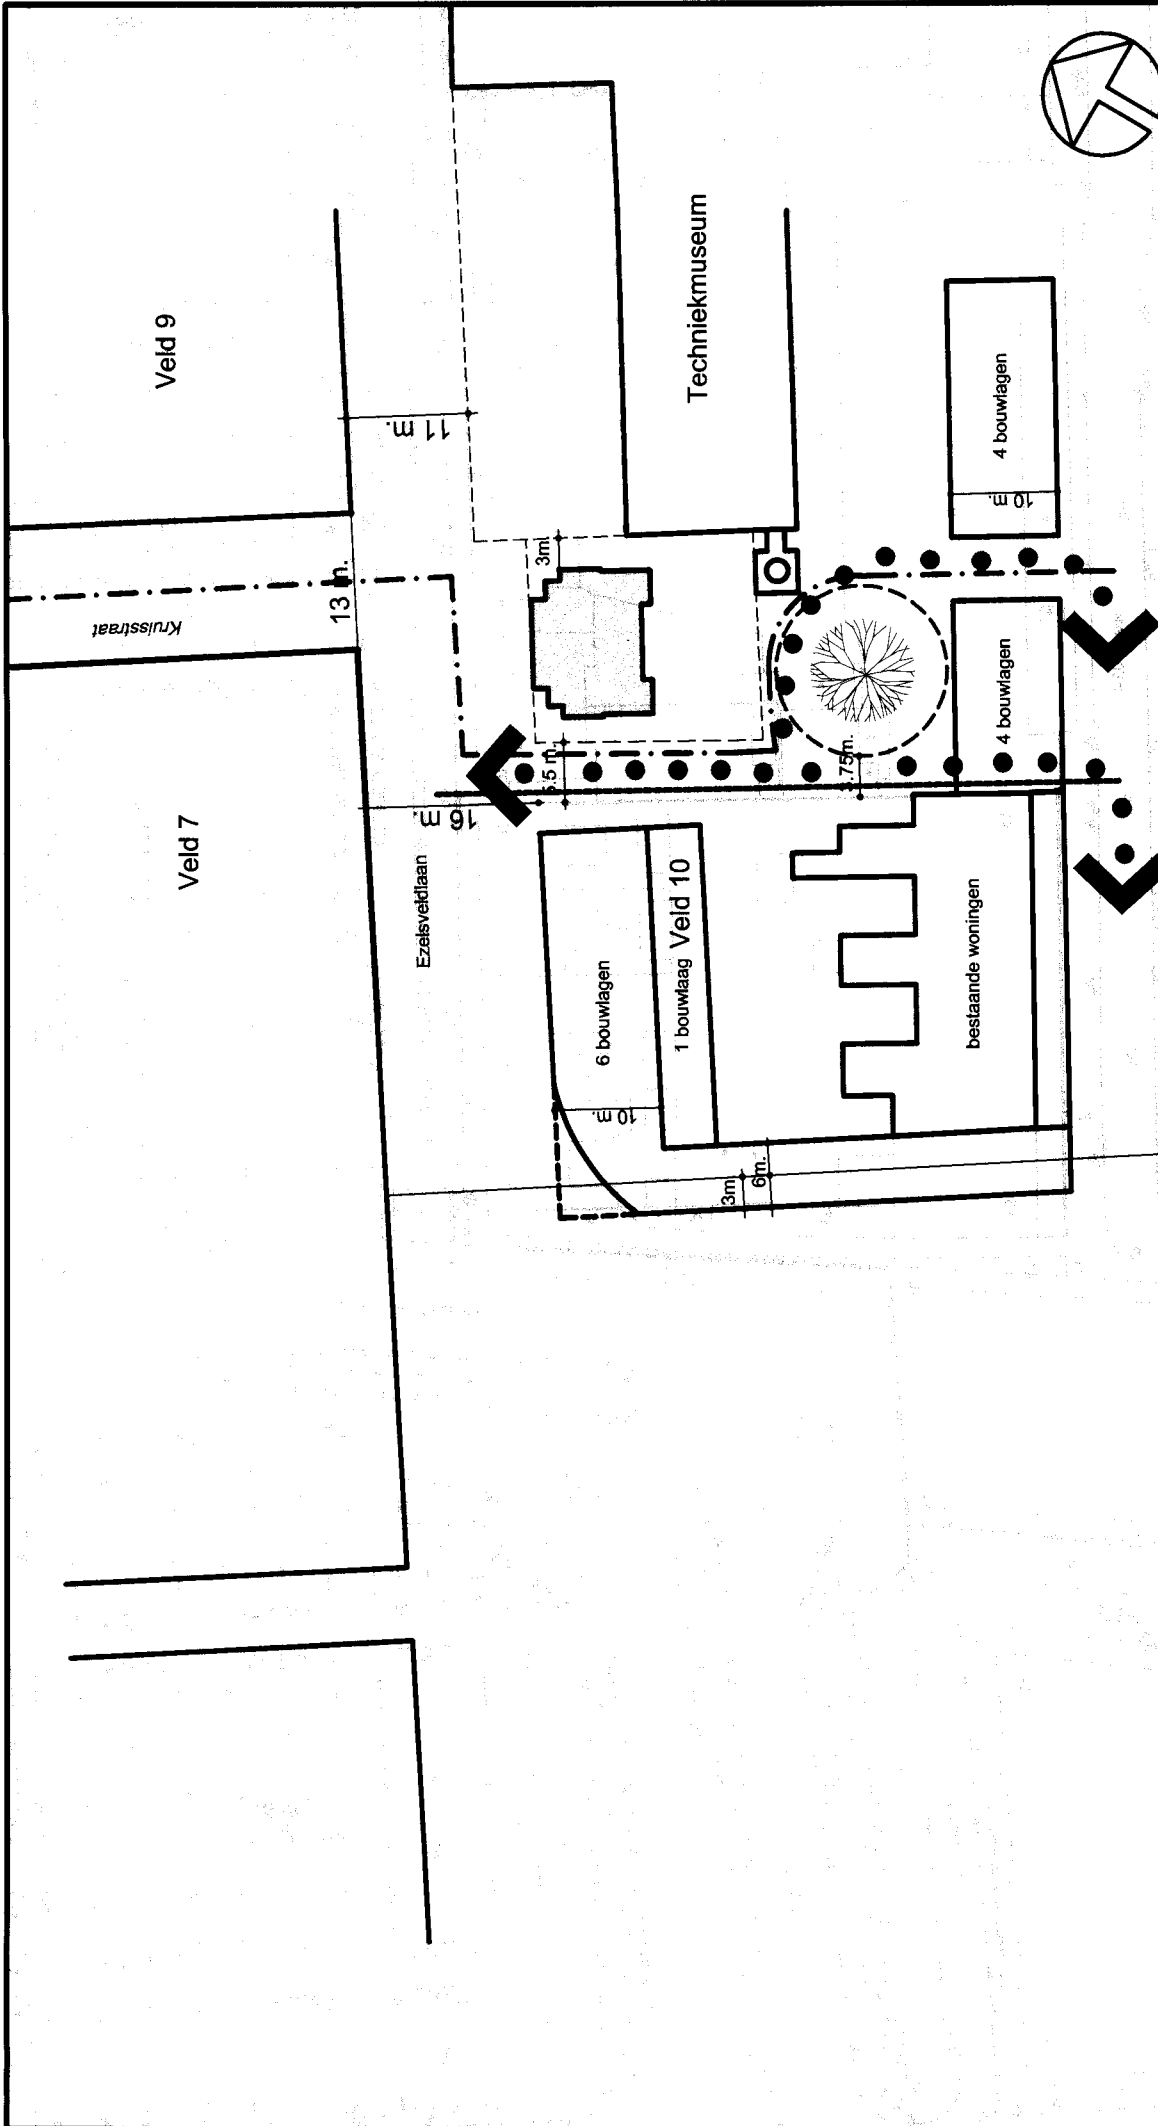 Veld 9
11 m.
Techniekmuseum
4 bouwlagen
10 m.
Kruisstraat
13 m.
3m.
4 bouwlagen
5.5 m.
3.75m.
16 m.
Veld 7
Ezelsveldlaan
6 bouwlagen
1 bouwlaag
Veld 10
bestaande woningen
10 m.
3m.
6m.